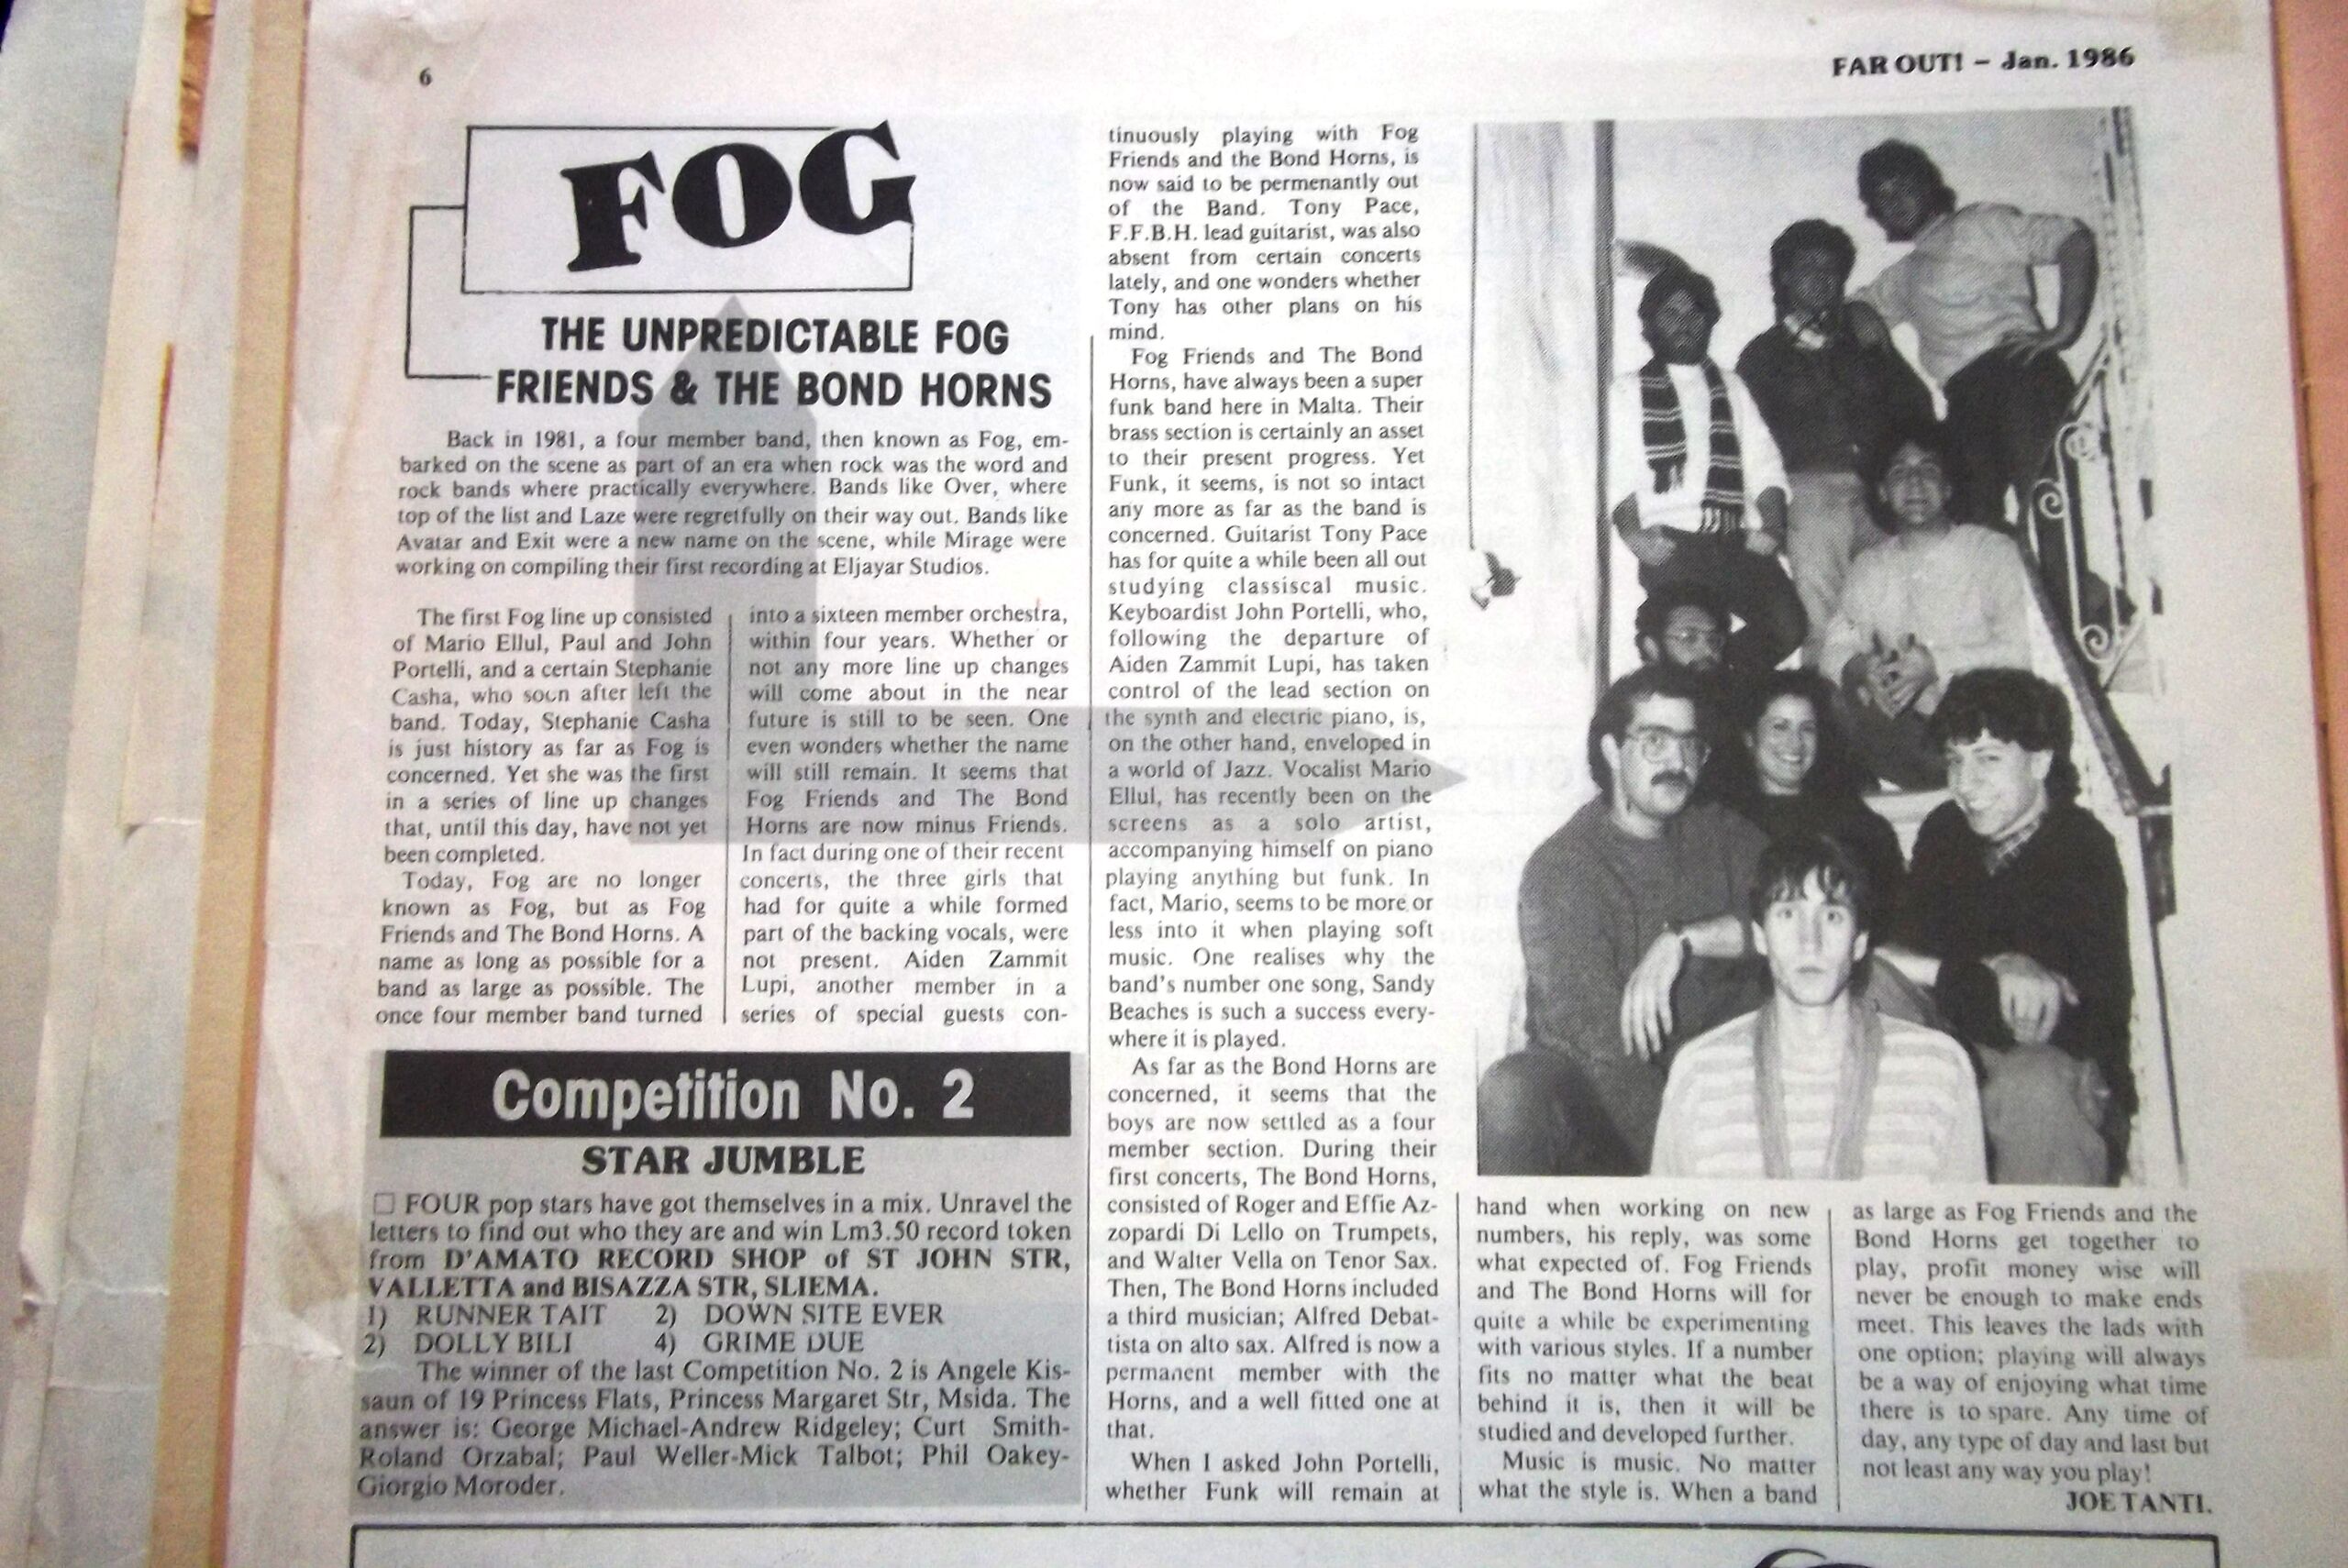 6
FAR OUT! – Jan. 1986
FOG
THE UNPREDICTABLE FOG
FRIENDS & THE BOND HORNS
Back in 1981, a four member band, then known as Fog, em-
barked on the scene as part of an era when rock was the word and
rock bands where practically everywhere. Bands like Over, where
top of the list and Laze were regretfully on their way out. Bands like
Avatar and Exit were a new name on the scene, while Mirage were
working on compiling their first recording at Eljayar Studios.
The first Fog line up consisted
of Mario Ellul, Paul and John
Portelli, and a certain Stephanie
Casha, who soon after left the
band. Today, Stephanie Casha
is just history as far as Fog is
concerned. Yet she was the first
in a series of line up changes
that, until this day, have not yet
been completed.
Today, Fog are no longer
known as Fog, but as Fog
Friends and The Bond Horns. A
name as long as possible for a
band as large as possible. The
once four member band turned
into a sixteen member orchestra,
within four years. Whether or
not any more line up changes
will come about in the near
future is still to be seen. One
even wonders whether the name
will still remain. It seems that
Fog Friends and The Bond
Horns are now minus Friends.
In fact during one of their recent
concerts, the three girls that
had for quite a while formed
part of the backing vocals, were
not present. Aiden Zammit
Lupi, another member in a
series of special guests con-
tinuously playing with Fog
Friends and the Bond Horns, is
now said to be permenantly out
of the Band. Tony Pace,
F.F.B.H. lead guitarist, was also
absent from certain concerts
lately, and one wonders whether
Tony has other plans on his
mind.
Fog Friends and The Bond
Horns, have always been a super
funk band here in Malta. Their
brass section is certainly an asset
to their present progress. Yet
Funk, it seems, is not so intact
any more as far as the band is
concerned. Guitarist Tony Pace
has for quite a while been all out
studying classiscal music.
Keyboardist John Portelli, who,
following the departure of
Aiden Zammit Lupi, has taken
control of the lead section on
the synth and electric piano, is,
on the other hand, enveloped in
a world of Jazz. Vocalist Mario
Ellul, has recently been on the
screens as a solo artist,
accompanying himself on piano
playing anything but funk. In
fact, Mario, seems to be more or
less into it when playing soft
music. One realises why the
band's number one song, Sandy
Beaches is such a success every-
where it is played.
As far as the Bond Horns are
concerned, it seems that the
boys are now settled as a four
member section. During their
first concerts, The Bond Horns,
consisted of Roger and Effie Az-
zopardi Di Lello on Trumpets,
and Walter Vella on Tenor Sax.
Then, The Bond Horns included
a third musician; Alfred Debat-
tista on alto sax. Alfred is now a
permanent member with the
Horns, and a well fitted one at
that.
When I asked John Portelli,
whether Funk will remain at
hand when working on new
numbers, his reply, was some
what expected of. Fog Friends
and The Bond Horns will for
quite a while be experimenting
with various styles. If a number
fits no matter what the beat
behind it is, then it will be
studied and developed further.
Music is music. No matter
what the style is. When a band
as large as Fog Friends and the
Bond Horns get together to
play, profit money wise will
never be enough to make ends
meet. This leaves the lads with
one option; playing will always
be a way of enjoying what time
there is to spare. Any time of
day, any type of day and last but
not least any way you play!
JOE TANTI.
Competition No. 2
STAR JUMBLE
☐ FOUR pop stars have got themselves in a mix. Unravel the
letters to find out who they are and win Lm3.50 record token
from D'AMATO RECORD SHOP of ST JOHN STR,
VALLETTA and BISAZZA STR, SLIEMA.
1) RUNNER TAIT 2) DOWN SITE EVER
2) DOLLY BILI 4) GRIME DUE
The winner of the last Competition No. 2 is Angele Kis-
saun of 19 Princess Flats, Princess Margaret Str, Msida. The
answer is: George Michael-Andrew Ridgeley; Curt Smith-
Roland Orzabal; Paul Weller-Mick Talbot; Phil Oakey-
Giorgio Moroder.